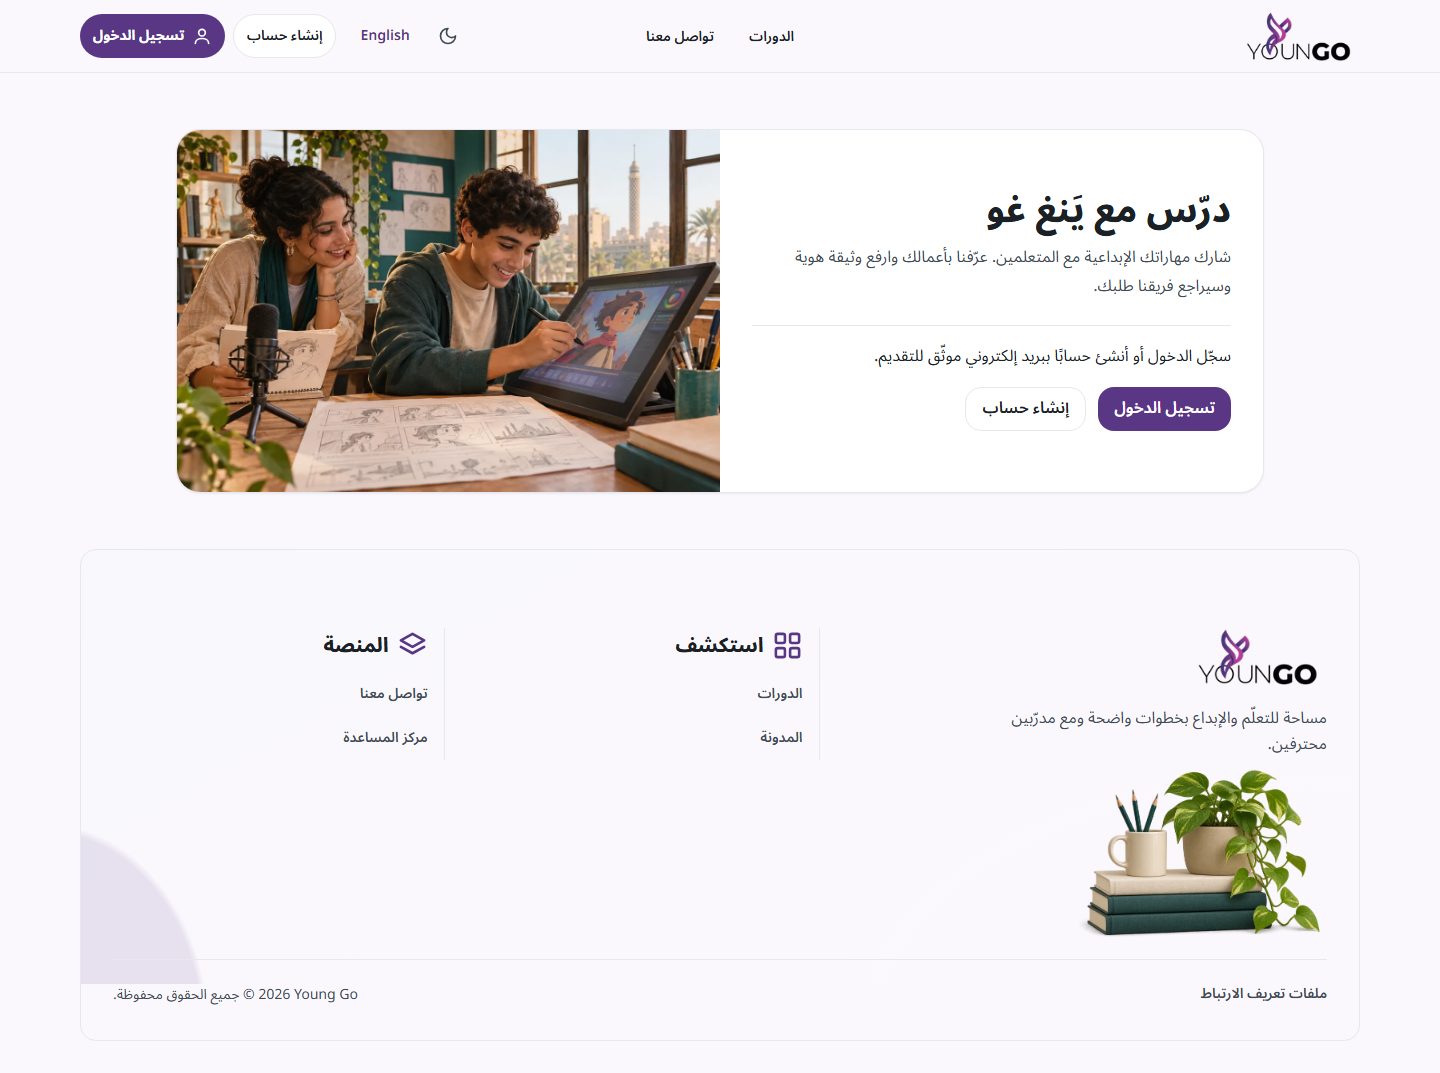 YOUNGO
الدورات
تواصل معنا
English
إنشاء حساب
تسجيل الدخول
درّس مع يَنغ غو
شارك مهاراتك الإبداعية مع المتعلمين. عرّفنا بأعمالك وارفع وثيقة هوية
وسيراجع فريقنا طلبك.
سجّل الدخول أو أنشئ حسابًا ببريد إلكتروني موثّق للتقديم.
تسجيل الدخول
إنشاء حساب
YOUNGO
مساحة للتعلّم والإبداع بخطوات واضحة ومع مدرّبين
محترفين.
استكشف
الدورات
المدونة
المنصة
تواصل معنا
مركز المساعدة
ملفات تعريف الارتباط
© 2026 Young Go جميع الحقوق محفوظة.